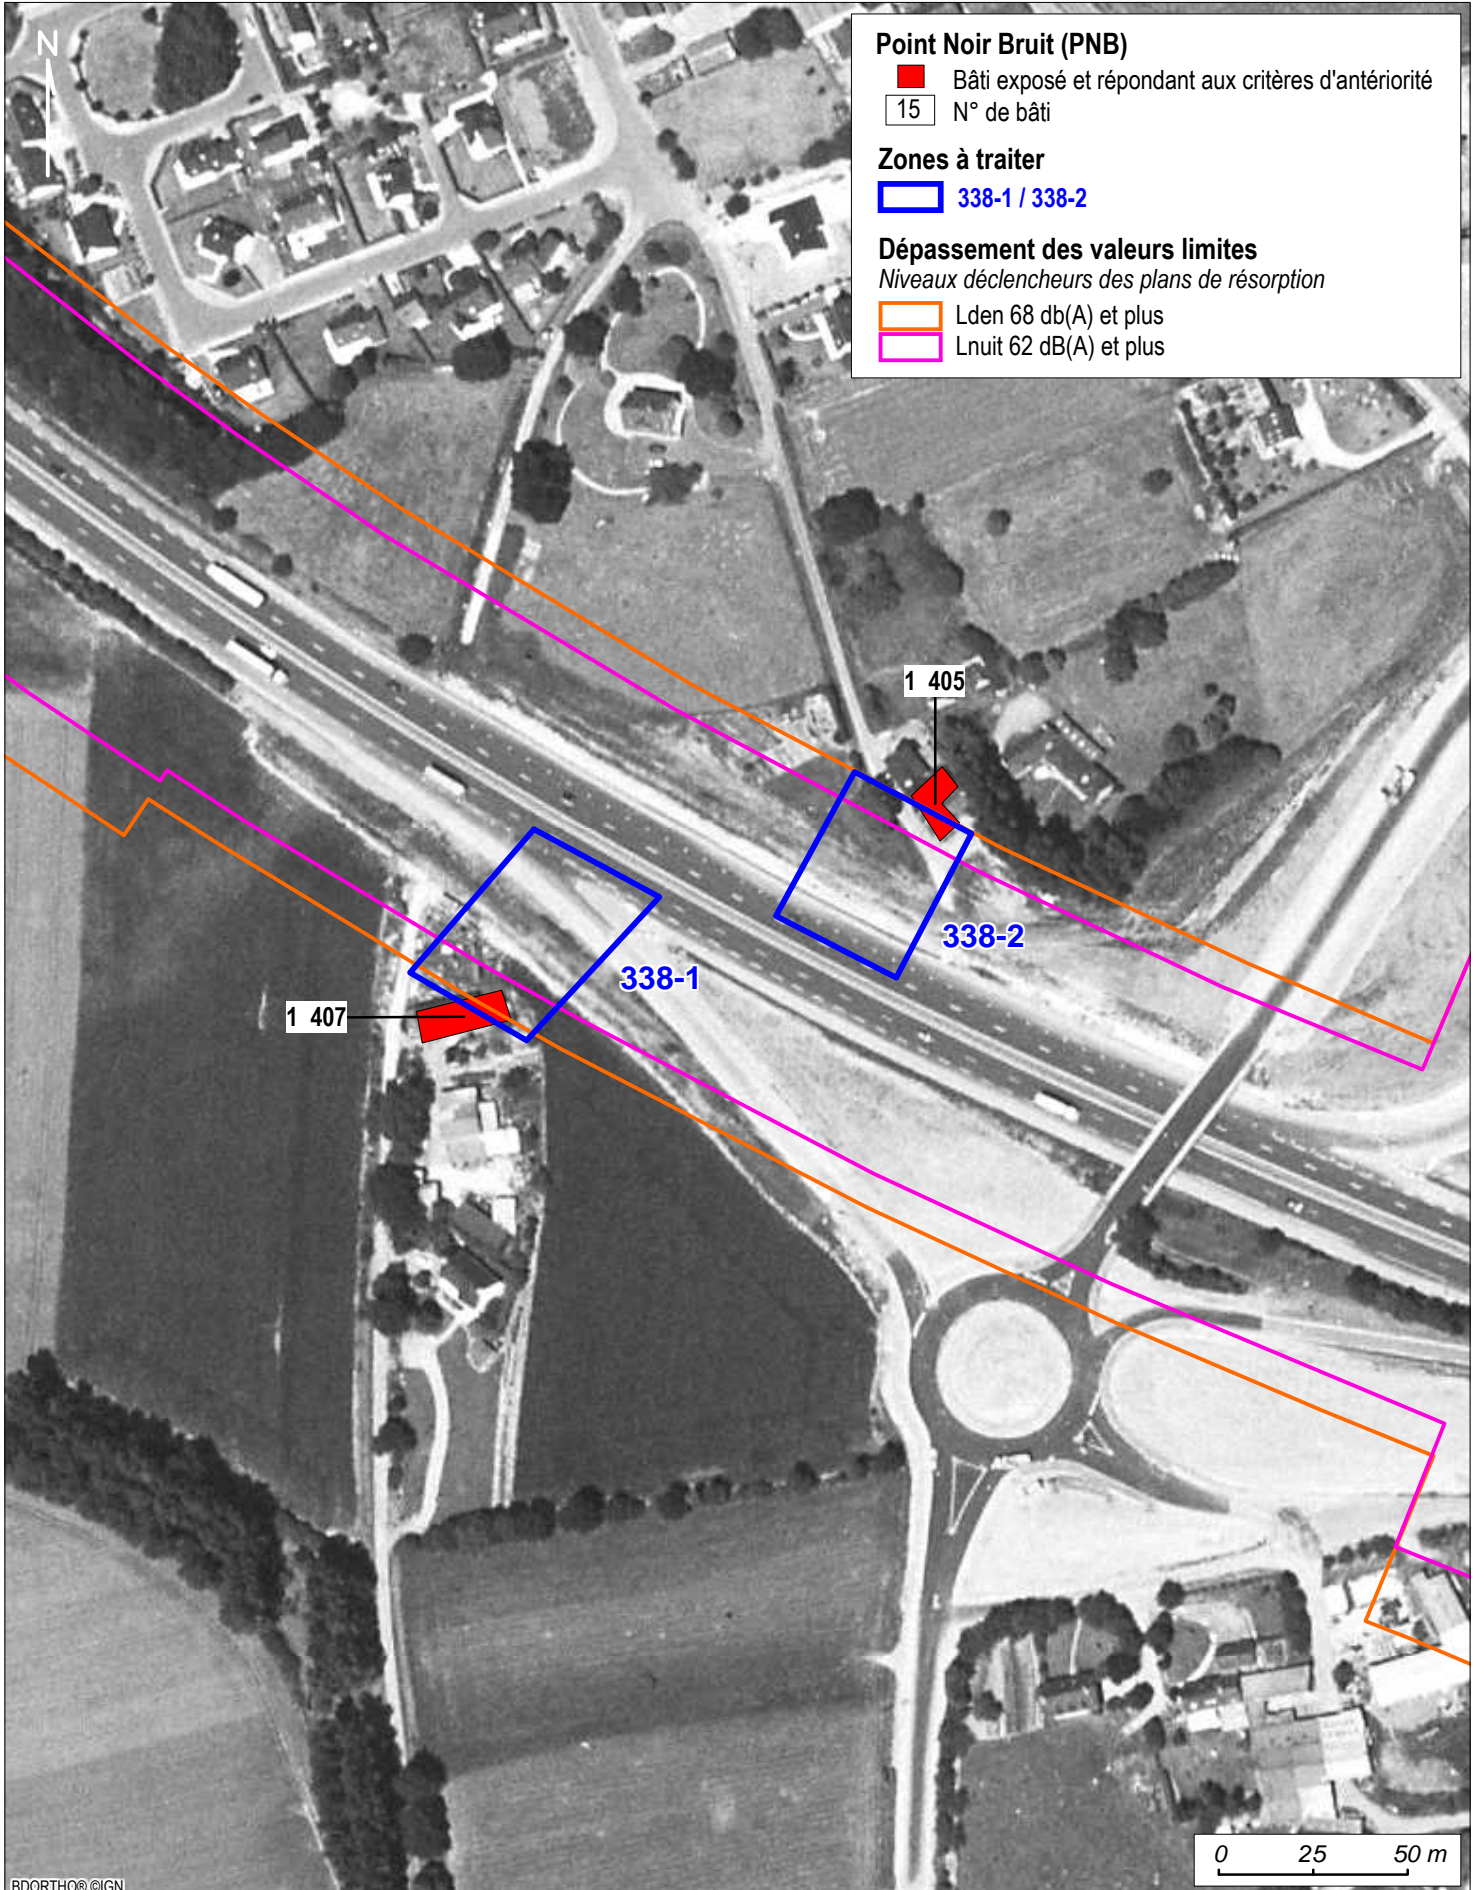 N
Point Noir Bruit (PNB)
Bâti exposé et répondant aux critères d'antériorité
15 N° de bâti
Zones à traiter
338-1 / 338-2
Dépassement des valeurs limites
Niveaux déclencheurs des plans de résorption
Lden 68 db(A) et plus
Lnuit 62 dB(A) et plus
1 405
338-2
338-1
1 407
0 25 50 m
BDORTHO® ©IGN